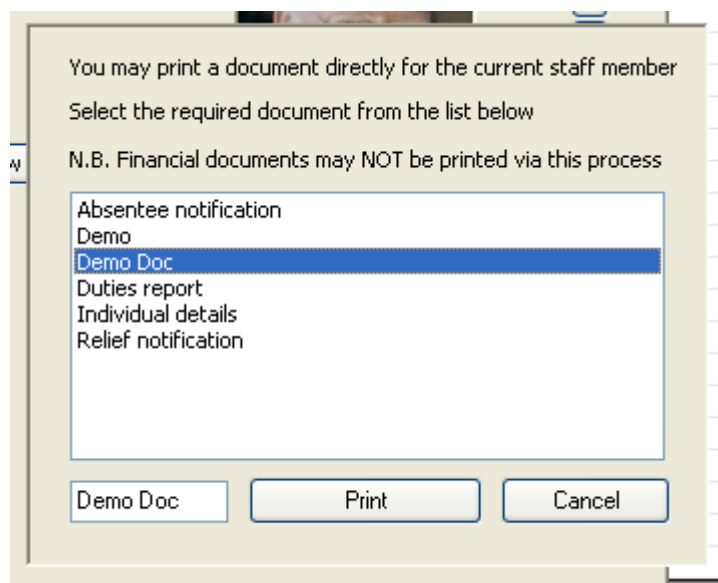 You may print a document directly for the current staff member
Select the required document from the list below
N.B. Financial documents may NOT be printed via this process
Absentee notification
Demo
Demo Doc
Duties report
Individual details
Relief notification
Demo Doc
Print
Cancel